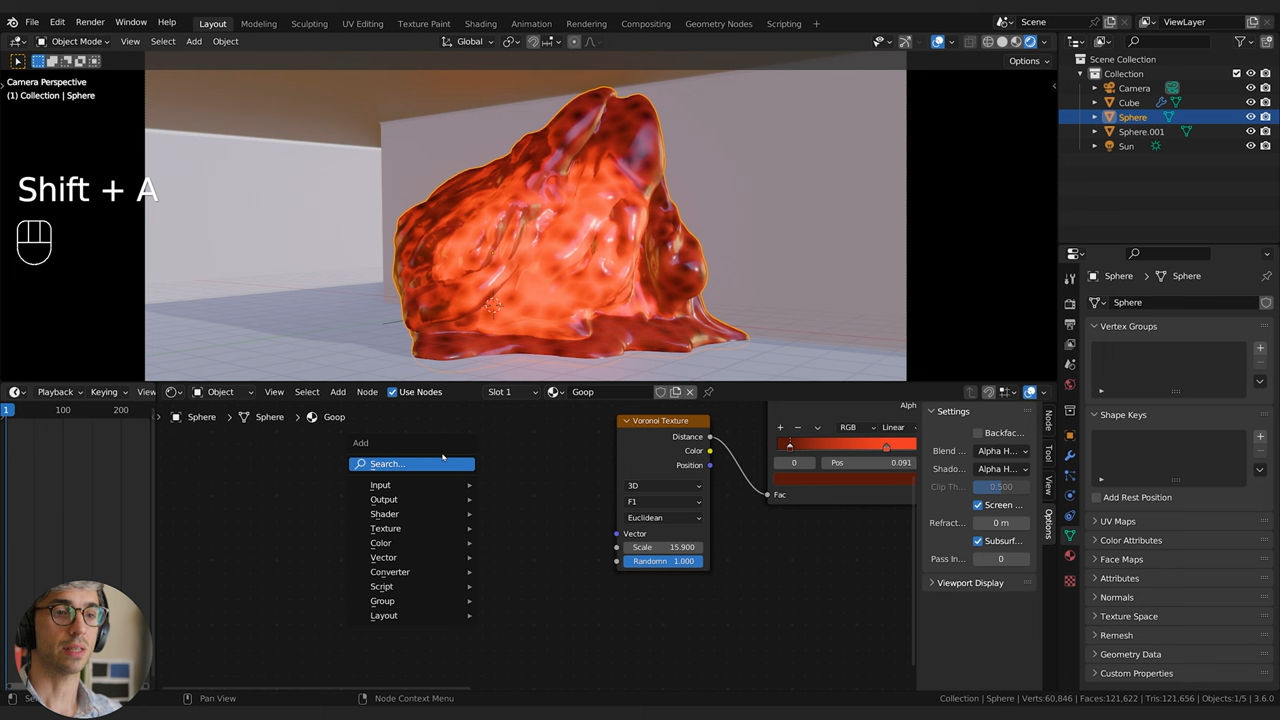 File Edit Render Window Help Layout Modeling Sculpting UV Editing Texture Paint Shading Animation Rendering Compositing Geometry Nodes Scripting + Scene ViewLayer
Object Mode View Select Add Object Global
Options
Camera Perspective
(1) Collection | Sphere
Shift + A
Scene Collection
Collection
Camera
Cube
Sphere
Sphere.001
Sun
Sphere > Sphere
Sphere
Vertex Groups
Shape Keys
Add Rest Position
UV Maps
Color Attributes
Face Maps
Attributes
Normals
Texture Space
Remesh
Geometry Data
Custom Properties
Playback Keying View
1 100 200
Object View Select Add Node Use Nodes Slot 1 Goop
Sphere > Sphere > Goop
Add
Search...
Input
Output
Shader
Texture
Color
Vector
Converter
Script
Group
Layout
Voronoi Texture
Distance
Color
Position
3D
F1
Euclidean
Vector
Scale 15.900
Randomn 1.000
Alph
RGB Linear
0 Pos 0.091
Fac
Settings
Backfac...
Blend ... Alpha H...
Shado... Alpha H...
Clip Th... 0.500
Screen ...
Refract... 0 m
Subsurf...
Pass In... 0
Viewport Display
Node
Tool
View
Options
Pan View
Node Context Menu
Collection | Sphere | Verts:60,846 | Faces:121,622 | Tris:121,656 | Objects:1/5 | 3.6.0